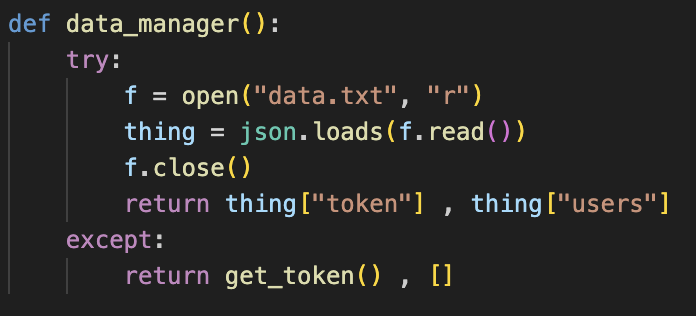 def data_manager():
    try:
        f = open("data.txt", "r")
        thing = json.loads(f.read())
        f.close()
        return thing["token"] , thing["users"]
    except:
        return get_token() , []